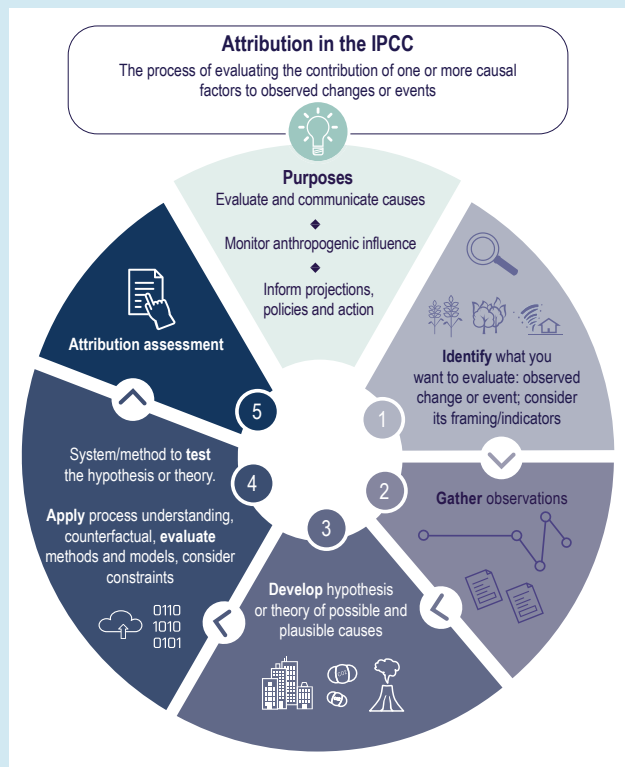 Attribution in the IPCC
The process of evaluating the contribution of one or more causal
factors to observed changes or events
Purposes
Evaluate and communicate causes
Monitor anthropogenic influence
Inform projections,
policies and action
1
Identify what you
want to evaluate: observed
change or event; consider
its framing/indicators
2
Gather observations
3
Develop hypothesis
or theory of possible and
plausible causes
4
System/method to test
the hypothesis or theory.
Apply process understanding,
counterfactual, evaluate
methods and models, consider
constraints
0110
1010
0101
5
Attribution assessment